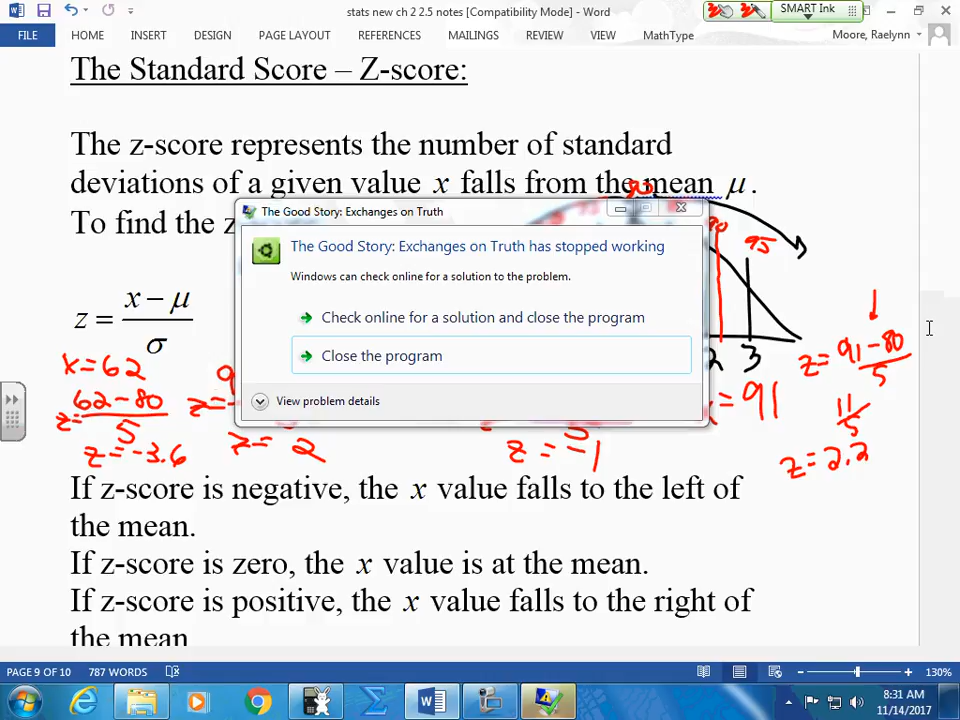 stats new ch 2 2.5 notes [Compatibility Mode] - Word
SMART Ink
FILE HOME INSERT DESIGN PAGE LAYOUT REFERENCES MAILINGS REVIEW VIEW MathType Moore, Raelynn
The Standard Score – Z-score:
The z-score represents the number of standard
deviations of a given value x falls from the mean μ.
To find the z
The Good Story: Exchanges on Truth
The Good Story: Exchanges on Truth has stopped working
Windows can check online for a solution to the problem.
Check online for a solution and close the program
Close the program
View problem details
z = x − μ / σ
95
2 3
x=62
z= 62-80 / 5
z=-3.6
z=
z= 2
z = -1
= 91
z= 91-80 / 5
11/5
z=2.2
If z-score is negative, the x value falls to the left of
the mean.
If z-score is zero, the x value is at the mean.
If z-score is positive, the x value falls to the right of
the mean
PAGE 9 OF 10 787 WORDS 130%
8:31 AM
11/14/2017